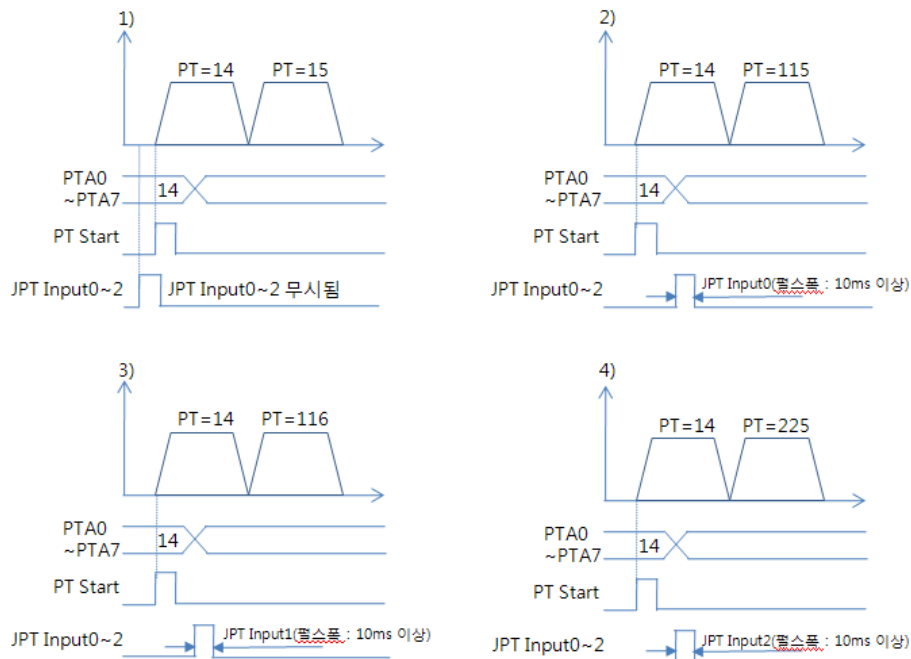 1)
PT=14 PT=15
PTA0
~PTA7
14
PT Start
JPT Input0~2 JPT Input0~2 무시됨
2)
PT=14 PT=115
PTA0
~PTA7
14
PT Start
JPT Input0~2 JPT Input0(펄스폭 : 10ms 이상)
3)
PT=14 PT=116
PTA0
~PTA7
14
PT Start
JPT Input0~2 JPT Input1(펄스폭 : 10ms 이상)
4)
PT=14 PT=225
PTA0
~PTA7
14
PT Start
JPT Input0~2 JPT Input2(펄스폭 : 10ms 이상)